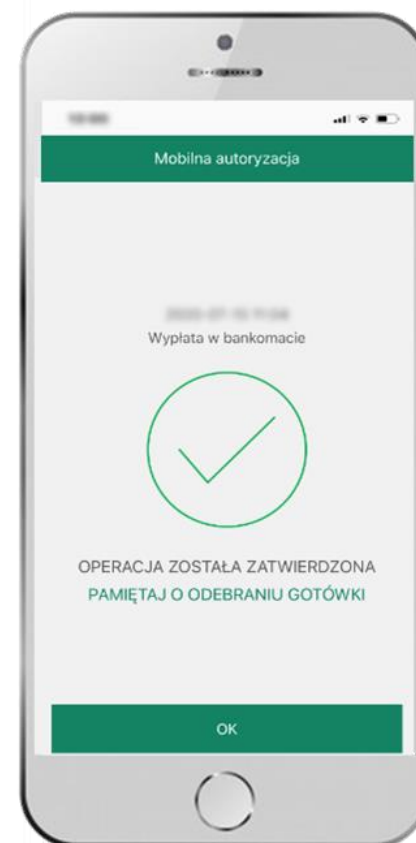 Mobilna autoryzacja
Wypłata w bankomacie
OPERACJA ZOSTAŁA ZATWIERDZONA
PAMIĘTAJ O ODEBRANIU GOTÓWKI
OK